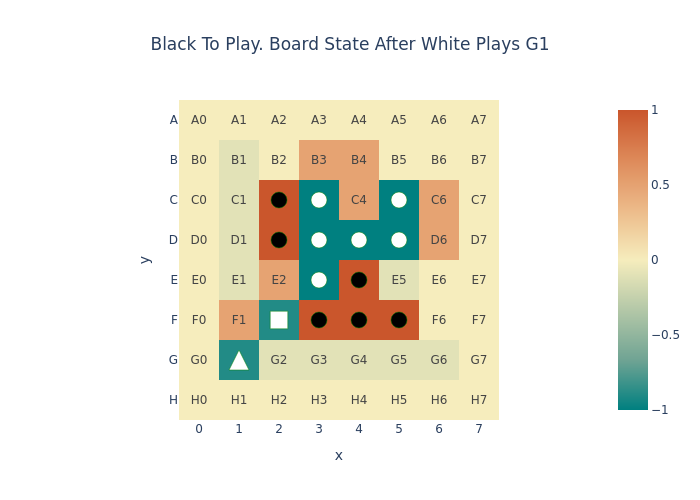 Black To Play. Board State After White Plays G1
A A0 A1 A2 A3 A4 A5 A6 A7
B B0 B1 B2 B3 B4 B5 B6 B7
C C0 C1 C4 C6 C7
D D0 D1 D6 D7
E E0 E1 E2 E5 E6 E7
F F0 F1 F6 F7
G G0 G2 G3 G4 G5 G6 G7
H H0 H1 H2 H3 H4 H5 H6 H7
0 1 2 3 4 5 6 7
x
y
1
0.5
0
−0.5
−1